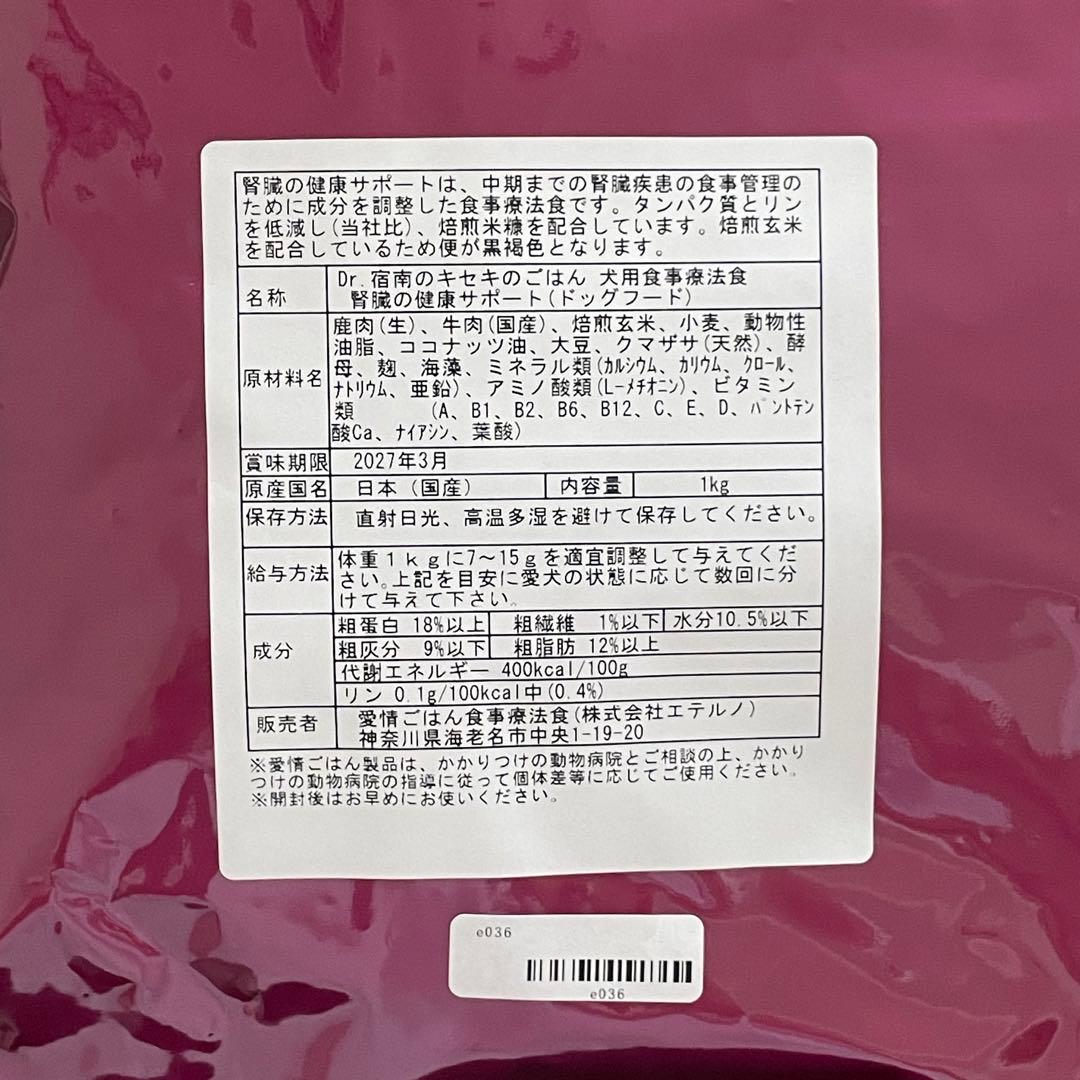 腎臓の健康サポートは、中期までの腎臓疾患の食事管理の
ために成分を調整した食事療法食です。タンパク質とリン
を低減し(当社比)、焙煎米糠を配合しています。焙煎玄米
を配合しているため便が黒褐色となります。
名称
Dr.宿南のキセキのごはん 犬用食事療法食
腎臓の健康サポート(ドッグフード)
原材料名
鹿肉(生)、牛肉(国産)、焙煎玄米、小麦、動物性
油脂、ココナッツ油、大豆、クマザサ(天然)、酵
母、麹、海藻、ミネラル類(ｶﾙｼｳﾑ、ｶﾘｳﾑ、ｸﾛｰﾙ、
ﾅﾄﾘｳﾑ、亜鉛)、アミノ酸類(L-ﾒﾁｵﾆﾝ)、ビタミン
類 (A、B1、B2、B6、B12、C、E、D、ﾊﾟﾝﾄﾃﾝ
酸Ca、ﾅｲｱｼﾝ、葉酸)
賞味期限 2027年3月
原産国名 日本（国産） 内容量 1kg
保存方法 直射日光、高温多湿を避けて保存してください。
給与方法
体重１ｋｇに7～15ｇを適宜調整して与えてくだ
さい。上記を目安に愛犬の状態に応じて数回に分
けて与えて下さい。
成分
粗蛋白 18%以上 粗繊維 1%以下 水分10.5%以下
粗灰分 9%以下 粗脂肪 12%以上
代謝エネルギー 400kcal/100g
リン 0.1g/100kcal中(0.4%)
販売者
愛情ごはん食事療法食(株式会社エテルノ)
神奈川県海老名市中央1-19-20
※愛情ごはん製品は、かかりつけの動物病院とご相談の上、かかり
つけの動物病院の指導に従って個体差等に応じてご使用ください。
※開封後はお早めにお使いください。
e036
e036